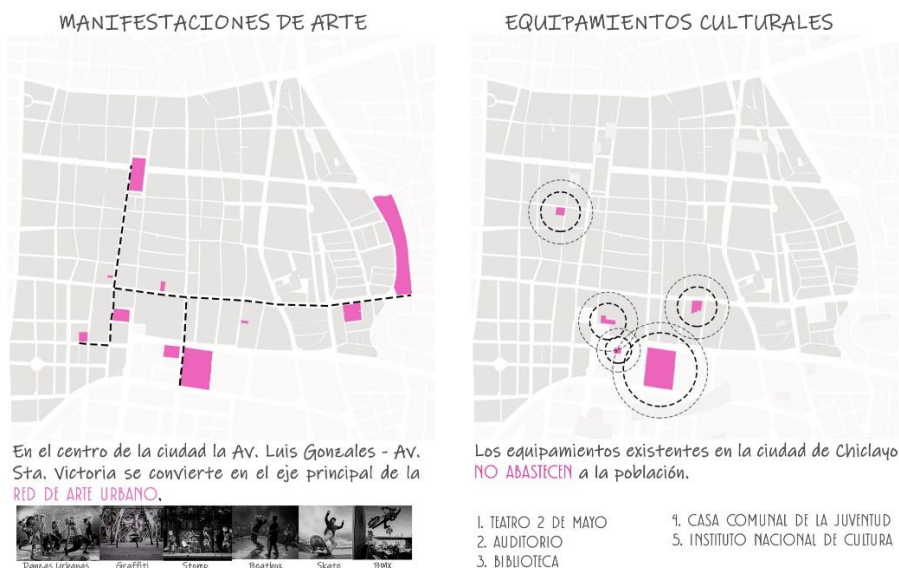 MANIFESTACIONES DE ARTE
En el centro de la ciudad la Av. Luis Gonzales - Av.
Sta. Victoria se convierte en el eje principal de la
RED DE ARTE URBANO.
Danzas Urbanas
Graffiti
Stomp
Beatbox
Skate
BMX
EQUIPAMIENTOS CULTURALES
Los equipamientos existentes en la ciudad de Chiclayo
NO ABASTECEN a la población.
1. TEATRO 2 DE MAYO
2. AUDITORIO
3. BIBLIOTECA
4. CASA COMUNAL DE LA JUVENTUD
5. INSTITUTO NACIONAL DE CULTURA